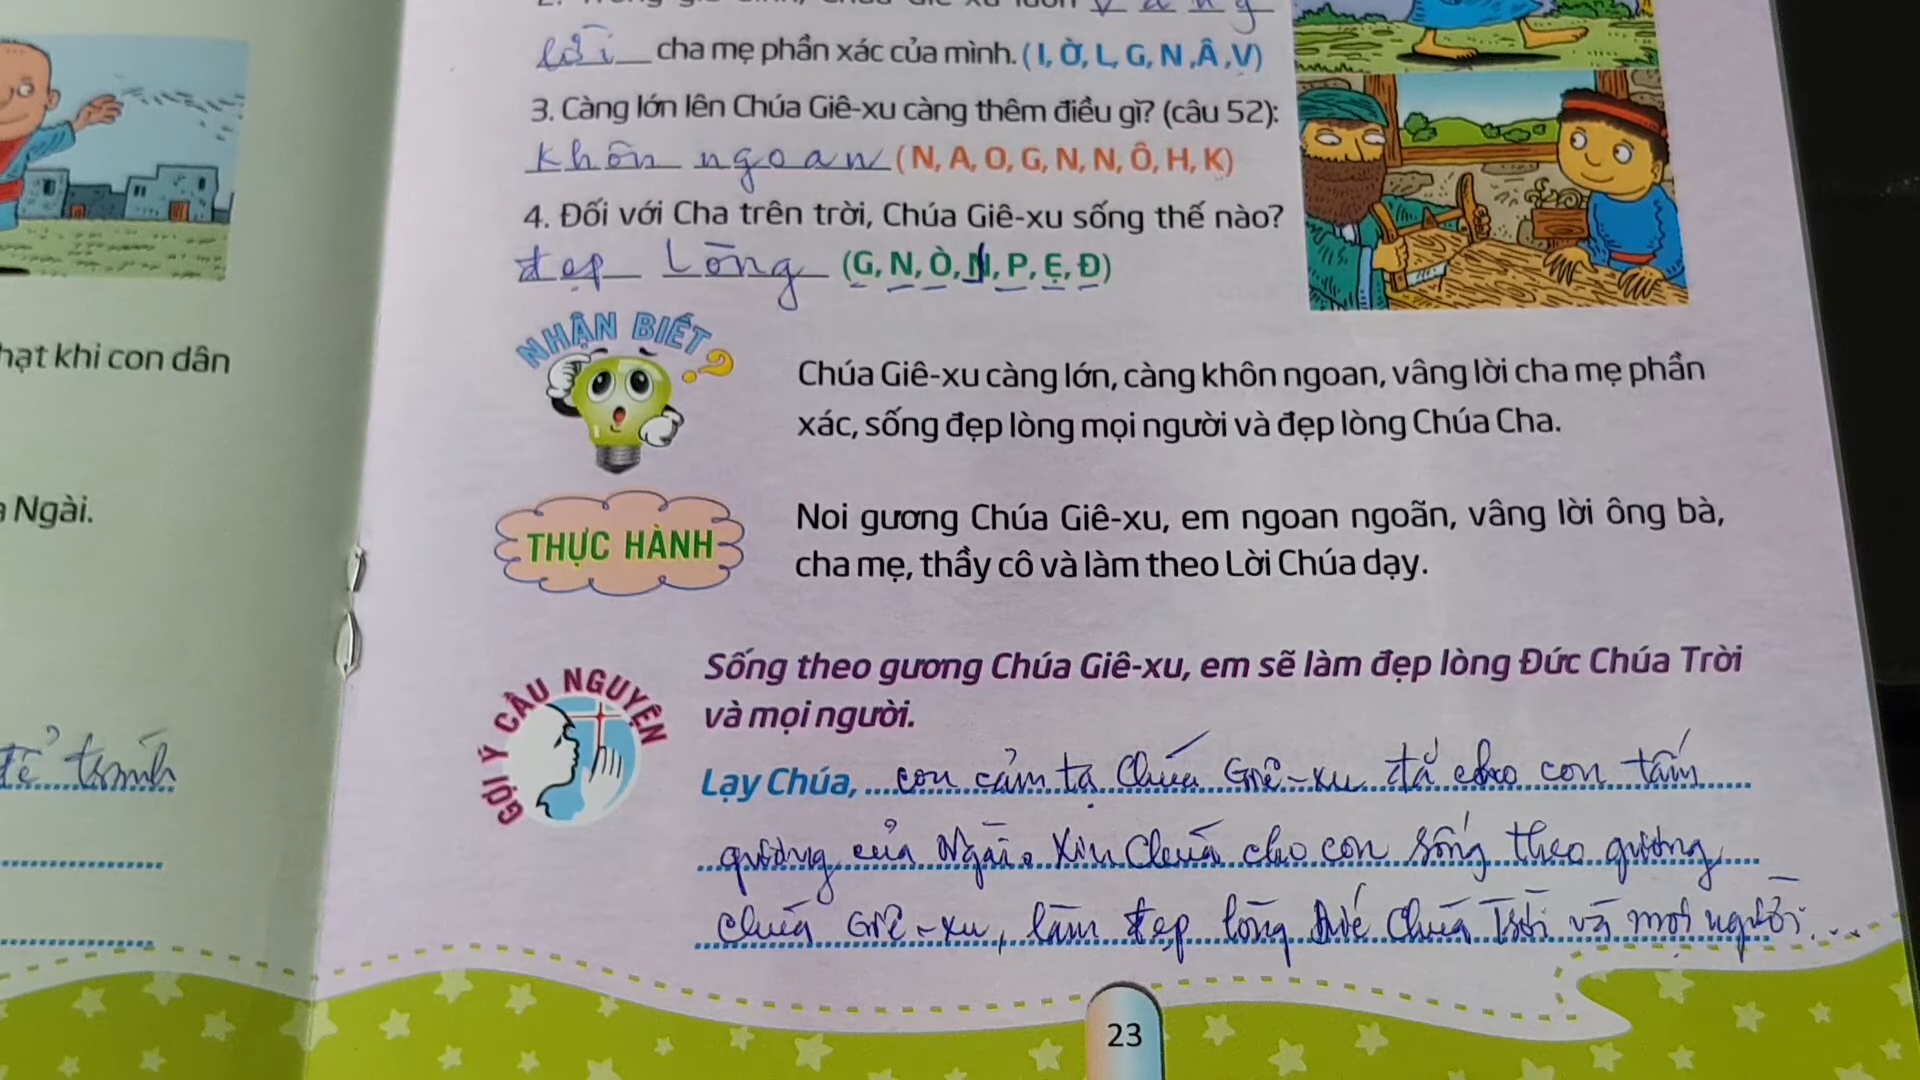 hạt khi con dân
Ngài.
để tránh
vâng
lời cha mẹ phần xác của mình. ( I, Ờ, L, G, N ,Â ,V)
3. Càng lớn lên Chúa Giê-xu càng thêm điều gì? (câu 52):
khôn ngoan ( N, A, O, G, N, N, Ô, H, K)
4. Đối với Cha trên trời, Chúa Giê-xu sống thế nào?
đẹp lòng (G, N, Ò, N, P, Ẹ, Đ)
NHẬN BIẾT ?
Chúa Giê-xu càng lớn, càng khôn ngoan, vâng lời cha mẹ phần
xác, sống đẹp lòng mọi người và đẹp lòng Chúa Cha.
THỰC HÀNH
Noi gương Chúa Giê-xu, em ngoan ngoãn, vâng lời ông bà,
cha mẹ, thầy cô và làm theo Lời Chúa dạy.
GỢI Ý CẦU NGUYỆN
Sống theo gương Chúa Giê-xu, em sẽ làm đẹp lòng Đức Chúa Trời
và mọi người.
Lạy Chúa, con cảm tạ Chúa Giê-xu đã cho con tấm
gương của Ngài. Xin Chúa cho con sống theo gương
Chúa Giê-xu, làm đẹp lòng Đức Chúa Trời và mọi người...
23